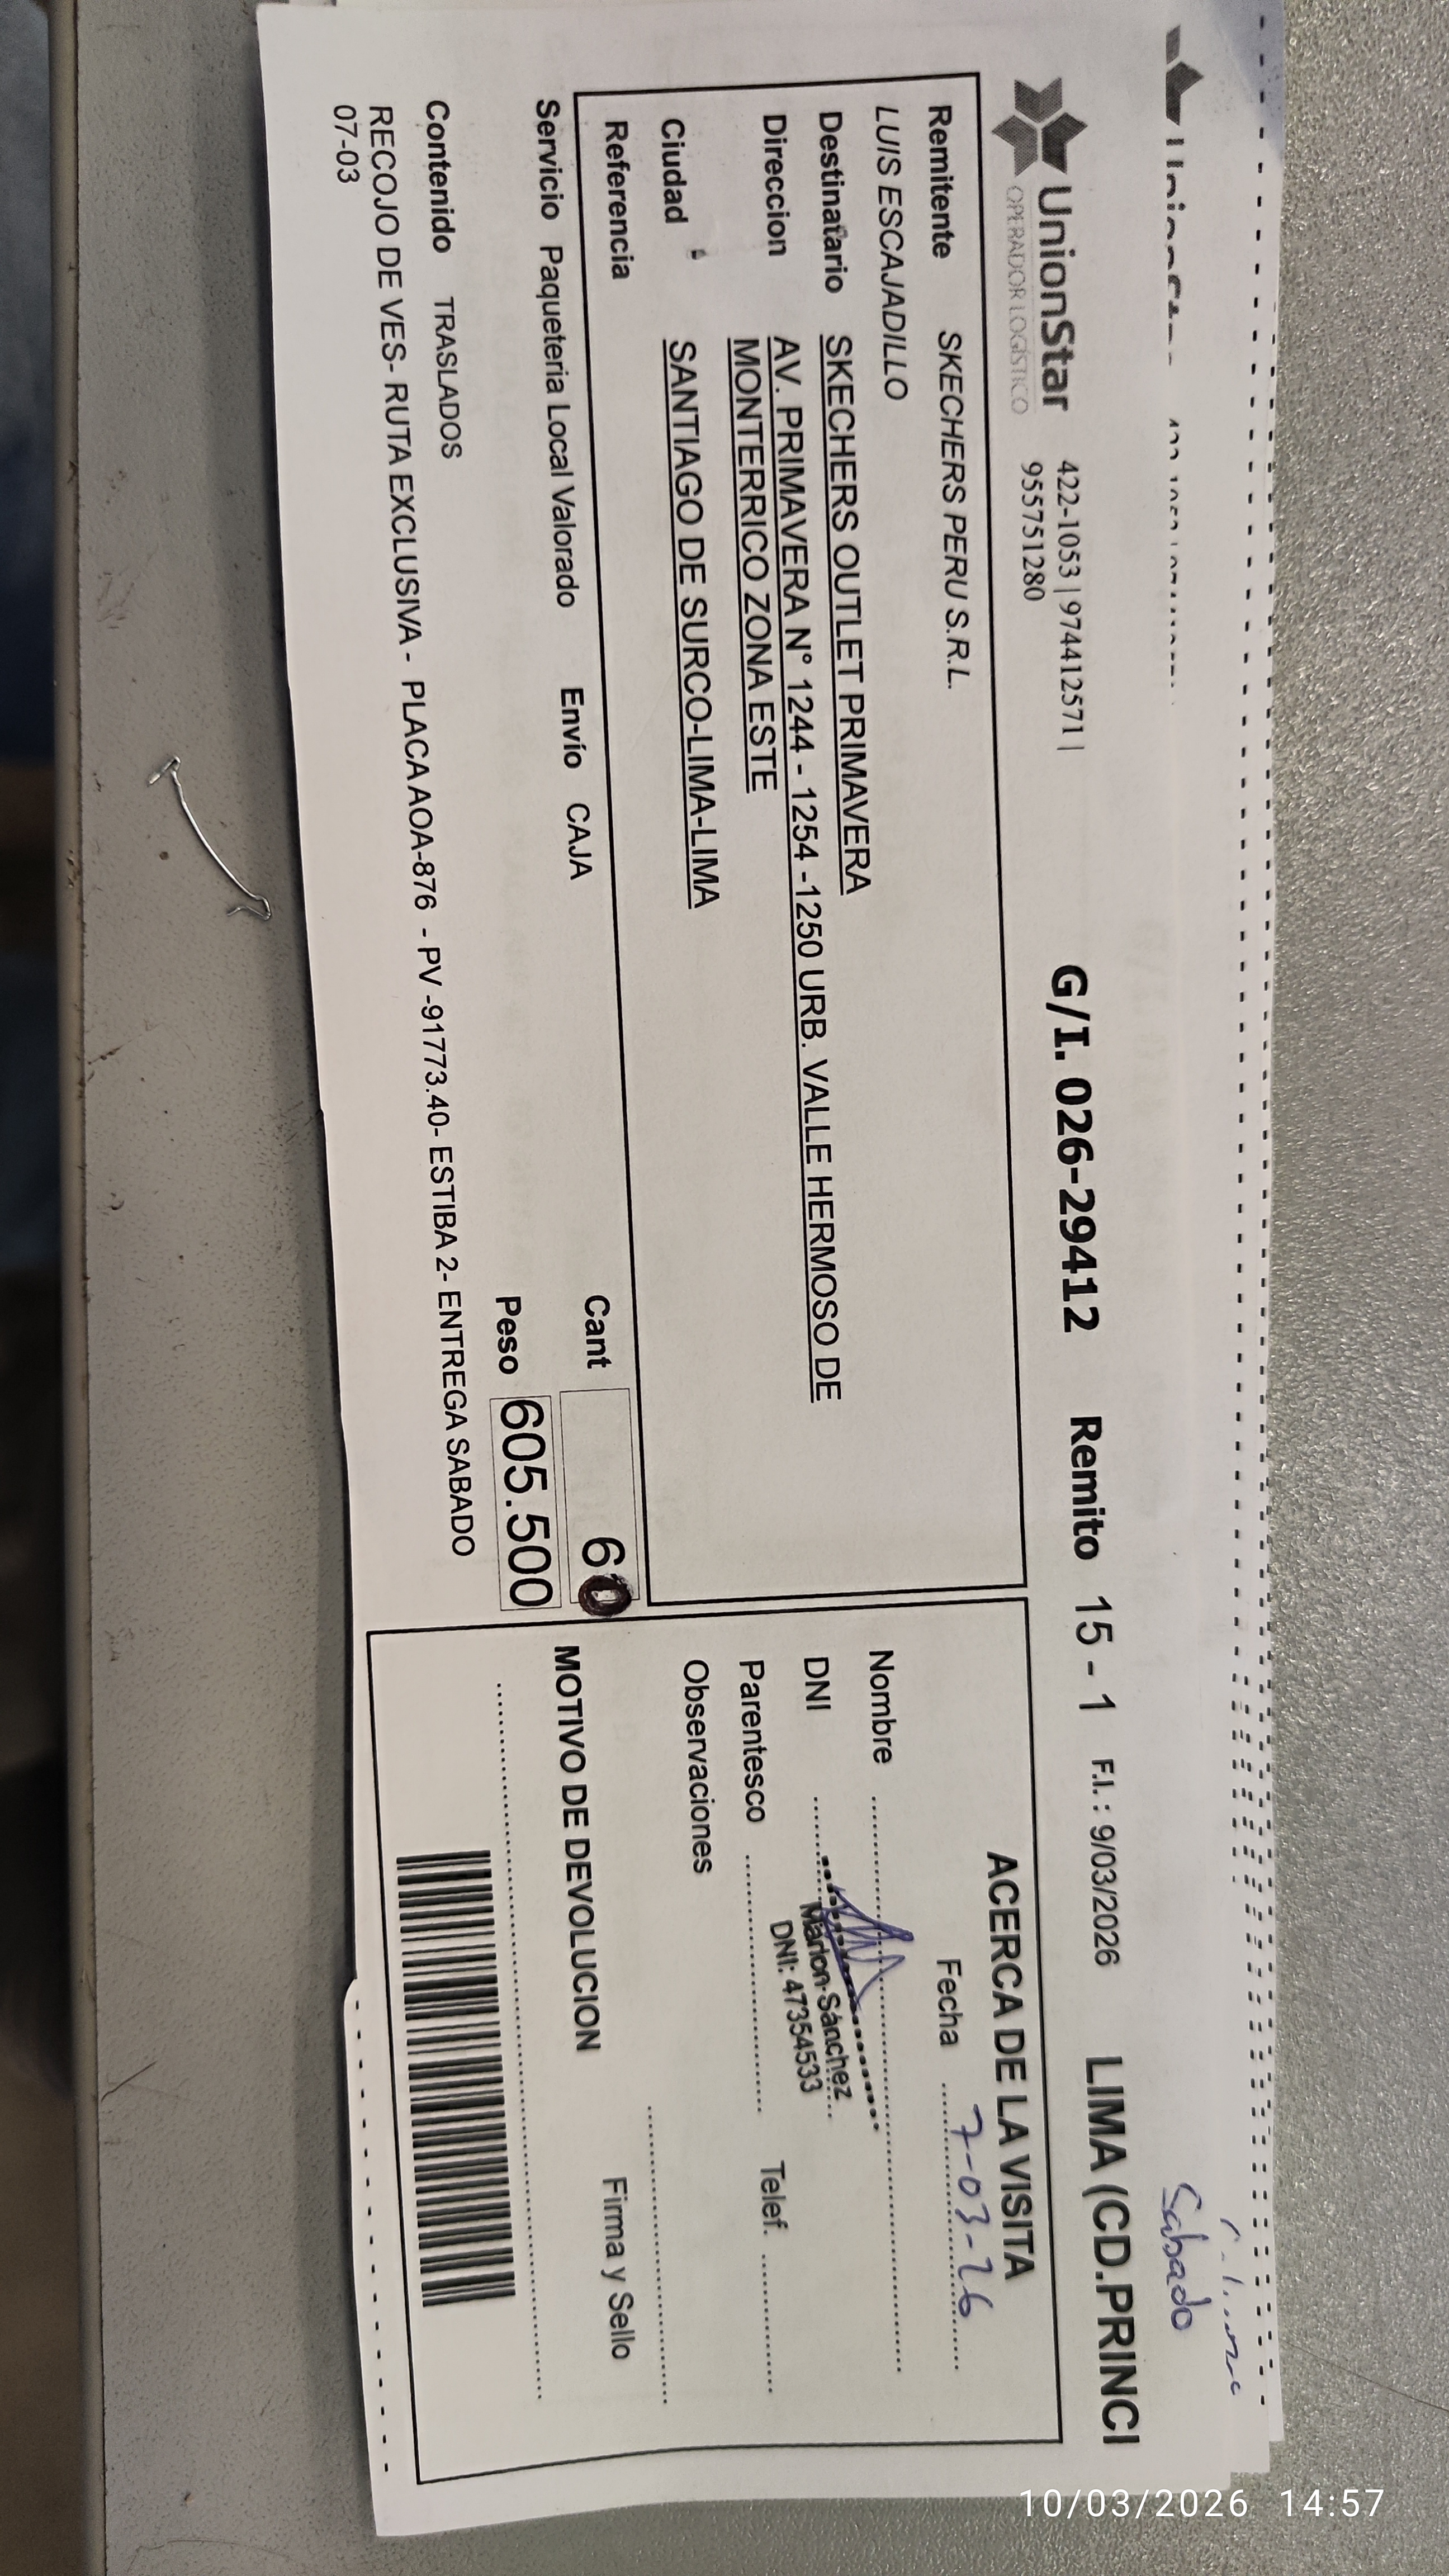 UnionStar
OPERADOR LOGÍSTICO
422-1053 | 974412571 |
955751280
G/I. 026-29412
Remito 15 - 1 F.I. : 9/03/2026 LIMA (CD.PRINCI
Sabado
Remitente SKECHERS PERU S.R.L.
LUIS ESCAJADILLO
Destinatario SKECHERS OUTLET PRIMAVERA
Direccion AV. PRIMAVERA Nº 1244 - 1254 -1250 URB. VALLE HERMOSO DE
MONTERRICO ZONA ESTE
Ciudad SANTIAGO DE SURCO-LIMA-LIMA
Referencia
Servicio Paqueteria Local Valorado Envío CAJA Cant 60
Peso 605.500
Contenido TRASLADOS
RECOJO DE VES- RUTA EXCLUSIVA - PLACA AOA-876 - PV -91773.40- ESTIBA 2- ENTREGA SABADO
07-03
ACERCA DE LA VISITA
Fecha 7-03-26
Nombre
DNI
Marlon Sánchez
DNI: 47354533
Parentesco Telef.
Observaciones
Firma y Sello
MOTIVO DE DEVOLUCION
10/03/2026 14:57